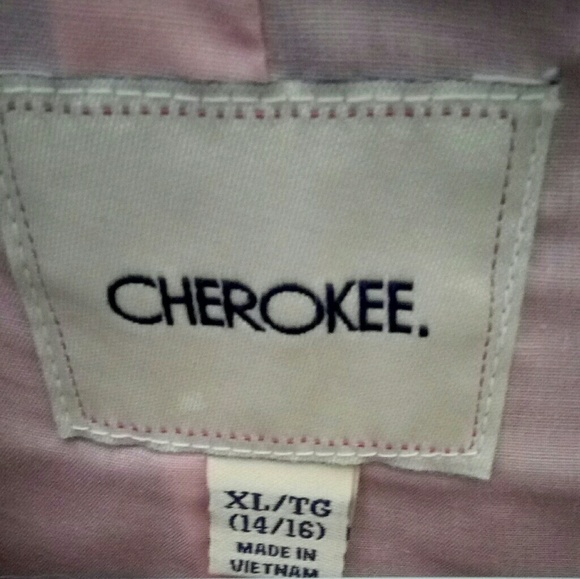 CHEROKEE.
XL/TG
(14/16)
MADE IN
VIETNAM